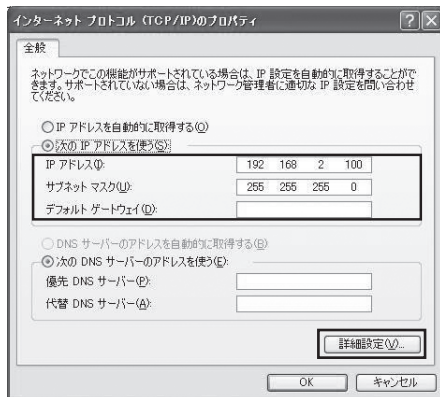 インターネット プロトコル (TCP/IP)のプロパティ
全般
ネットワークでこの機能がサポートされている場合は、IP 設定を自動的に取得することがで
きます。サポートされていない場合は、ネットワーク管理者に適切な IP 設定を問い合わせ
てください。
IP アドレスを自動的に取得する(O)
次の IP アドレスを使う(S):
IP アドレス(I): 192 168 2 100
サブネット マスク(U): 255 255 255 0
デフォルト ゲートウェイ(D):
DNS サーバーのアドレスを自動的に取得する(B)
次の DNS サーバーのアドレスを使う(E):
優先 DNS サーバー(P):
代替 DNS サーバー(A):
詳細設定(V)...
OK キャンセル